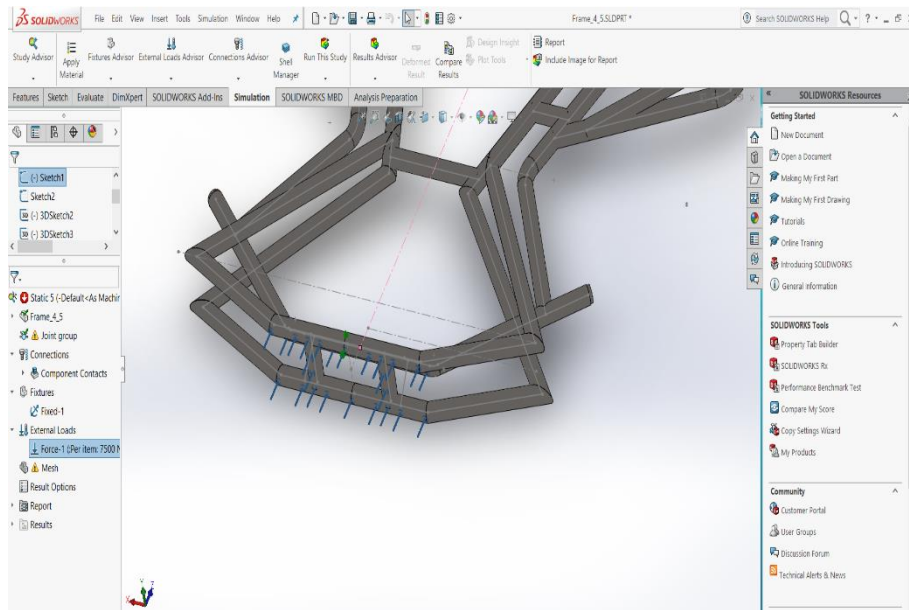 SOLIDWORKS File Edit View Insert Tools Simulation Window Help Frame_4_5.SLDPRT * Search SOLIDWORKS Help
Study Advisor Apply Material Fixtures Advisor External Loads Advisor Connections Advisor Shell Manager Run This Study Results Advisor Deformed Result Compare Results Design Insight Plot Tools Report Include Image for Report
Features Sketch Evaluate DimXpert SOLIDWORKS Add-Ins Simulation SOLIDWORKS MBD Analysis Preparation
(-) Sketch1
Sketch2
(-) 3DSketch2
(-) 3DSketch3
Static 5 (-Default<As Machin
Frame_4_5
Joint group
Connections
Component Contacts
Fixtures
Fixed-1
External Loads
Force-1 (:Per item: 7500 N
Mesh
Result Options
Report
Results
SOLIDWORKS Resources
Getting Started
New Document
Open a Document
Making My First Part
Making My First Drawing
Tutorials
Online Training
Introducing SOLIDWORKS
General Information
SOLIDWORKS Tools
Property Tab Builder
SOLIDWORKS Rx
Performance Benchmark Test
Compare My Score
Copy Settings Wizard
My Products
Community
Customer Portal
User Groups
Discussion Forum
Technical Alerts & News